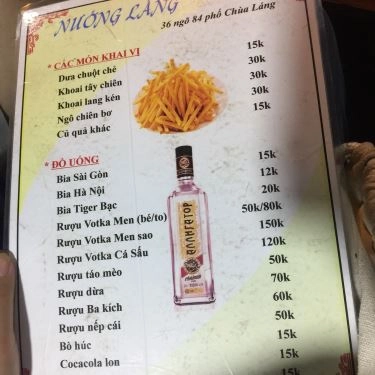 NƯỚNG LÁNG
36 ngõ 84 phố Chùa Láng
* CÁC MÓN KHAI VỊ
Dưa chuột chẻ 15k
Khoai tây chiên 30k
Khoai lang kén 30k
Ngô chiên bơ 30k
Củ quả khác 15k
* ĐỒ UỐNG
Bia Sài Gòn 15k
Bia Hà Nội 12k
Bia Tiger Bạc 20k
Rượu Votka Men (bé/to) 50k/80k
Rượu Votka Men sao 150k
Rượu Votka Cá Sấu 120k
Rượu táo mèo 50k
Rượu dừa 70k
Rượu Ba kích 60k
Rượu nếp cái 50k
Bò húc 15k
Cocacola lon 15k
15k
АЛЛИГАТОР